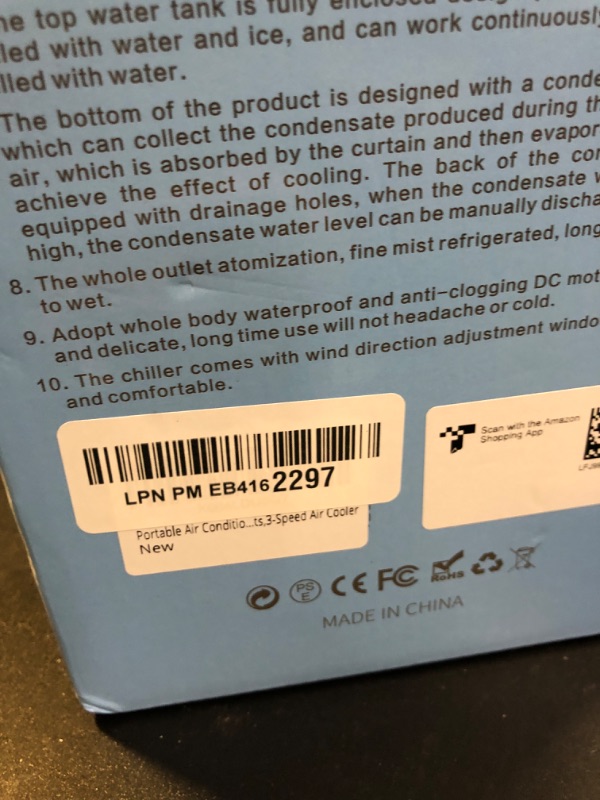 he top water tank is fully enclosed
led with water and ice, and can work continuously
lled with water.
The bottom of the product is designed with a conde
which can collect the condensate produced during th
air, which is absorbed by the curtain and then evapor
achieve the effect of cooling. The back of the con
equipped with drainage holes, when the condensate w
high, the condensate water level can be manually discha
8. The whole outlet atomization, fine mist refrigerated, long
to wet.
9. Adopt whole body waterproof and anti-clogging DC mot
and delicate, long time use will not headache or cold.
10. The chiller comes with wind direction adjustment windo
and comfortable.
LPN PM EB4162297
Portable Air Conditio...ts,3-Speed Air Cooler
New
Scan with the Amazon
Shopping App
PS
E
CE FC RoHS
MADE IN CHINA